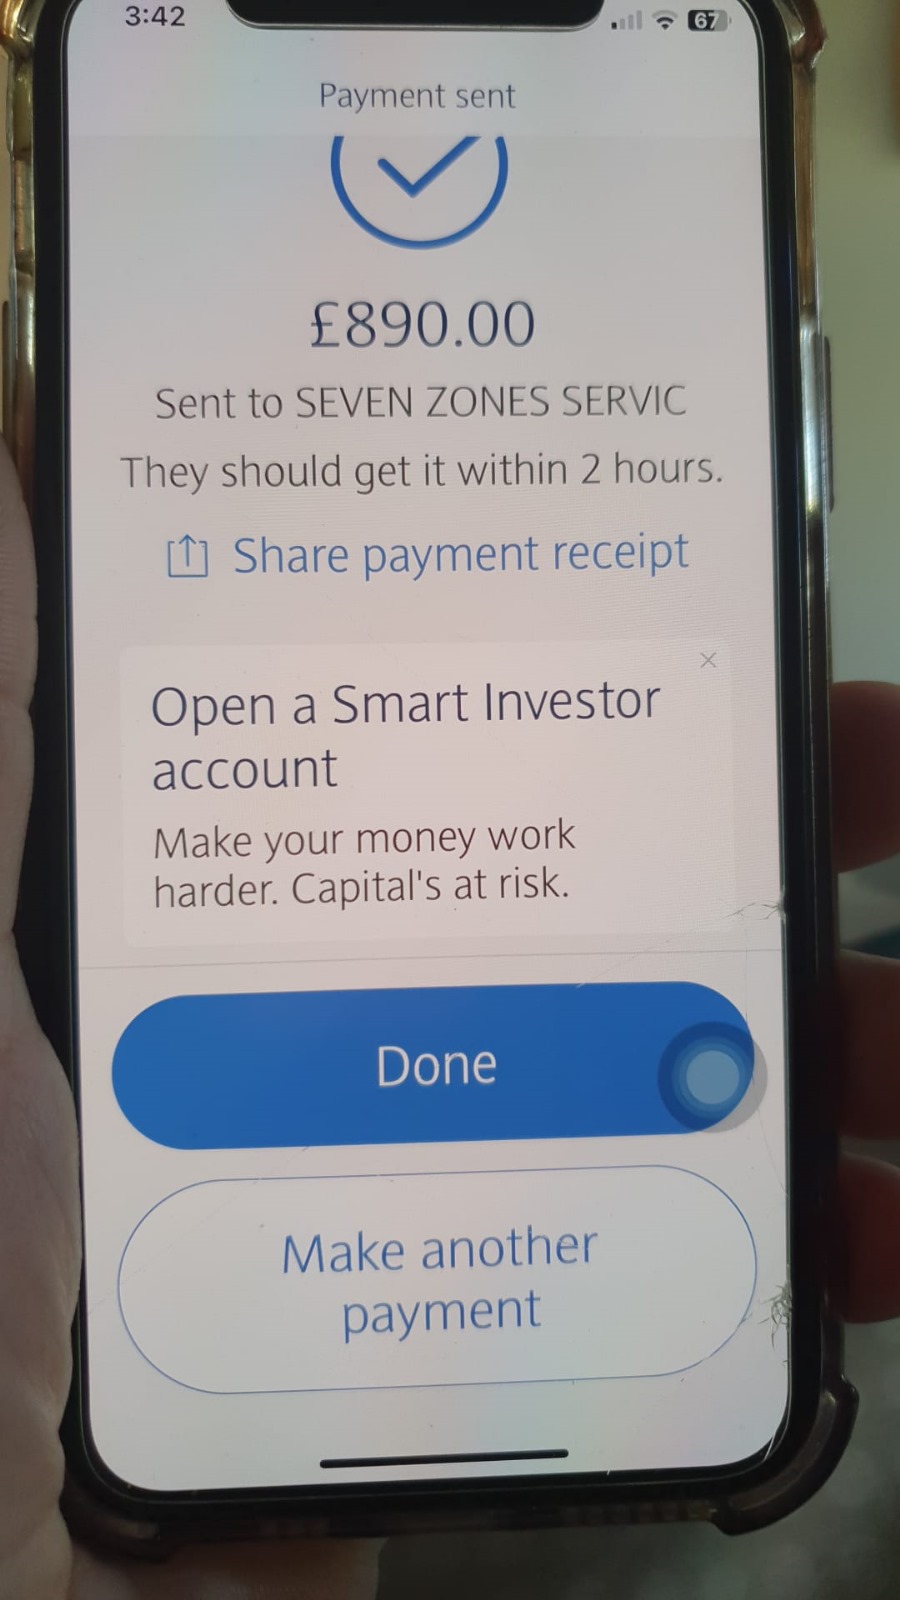 3:42
67
Payment sent
£890.00
Sent to SEVEN ZONES SERVIC
They should get it within 2 hours.
Share payment receipt
Open a Smart Investor
account
Make your money work
harder. Capital's at risk.
Done
Make another
payment